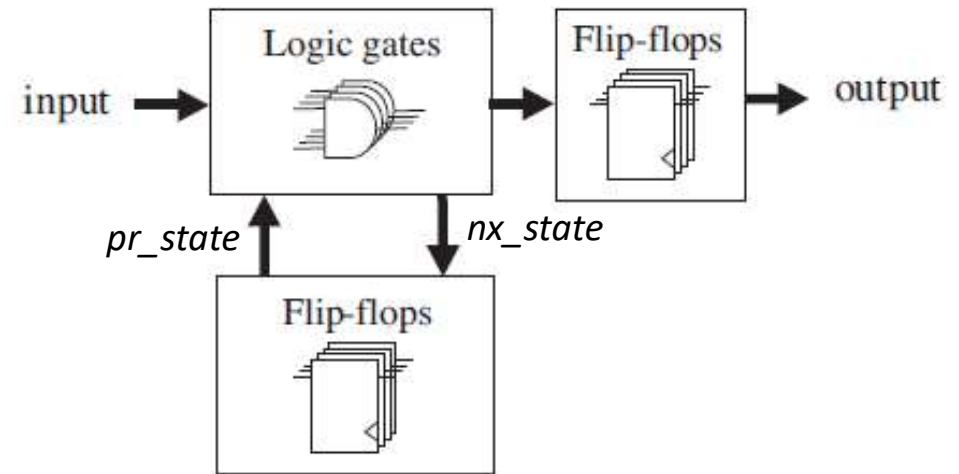 Logic gates
Flip-flops
input
output
pr_state
nx_state
Flip-flops